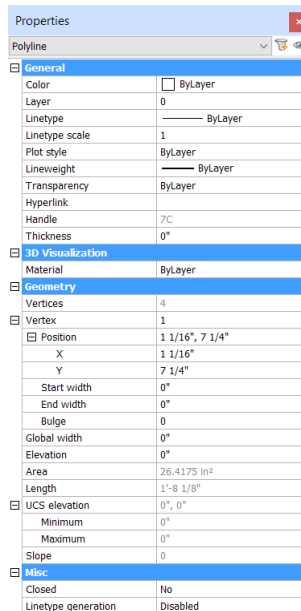 Properties
Polyline
General
Color ByLayer
Layer 0
Linetype ByLayer
Linetype scale 1
Plot style ByLayer
Lineweight ByLayer
Transparency ByLayer
Hyperlink
Handle 7C
Thickness 0"
3D Visualization
Material ByLayer
Geometry
Vertices 4
Vertex 1
Position 1 1/16", 7 1/4"
X 1 1/16"
Y 7 1/4"
Start width 0"
End width 0"
Bulge 0
Global width 0"
Elevation 0"
Area 26.4175 in²
Length 1'-8 1/8"
UCS elevation 0", 0"
Minimum 0"
Maximum 0"
Slope 0
Misc
Closed No
Linetype generation Disabled